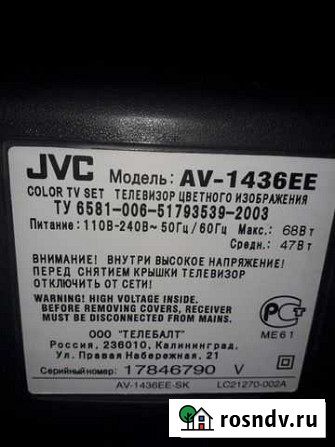 JVC Модель: AV-1436EE
COLOR TV SET ТЕЛЕВИЗОР ЦВЕТНОГО ИЗОБРАЖЕНИЯ
ТУ 6581-006-51793539-2003
Питание: 110В-240В~ 50Гц/60Гц Макс.: 68Вт
Средн.: 47Вт
ВНИМАНИЕ! ВНУТРИ ВЫСОКОЕ НАПРЯЖЕНИЕ!
ПЕРЕД СНЯТИЕМ КРЫШКИ ТЕЛЕВИЗОР
ОТКЛЮЧИТЬ ОТ СЕТИ!
WARNING! HIGH VOLTAGE INSIDE.
BEFORE REMOVING COVERS, RECEIVER
MUST BE DISCONNECTED FROM MAINS.
РСТ
ME61
ООО "ТЕЛЕБАЛТ"
Россия, 236010, Калининград,
Ул. Правая Набережная, 21
Серийный номер: 17846790 V
AV-1436EE-SK LC21270-002A
rosndv.ru